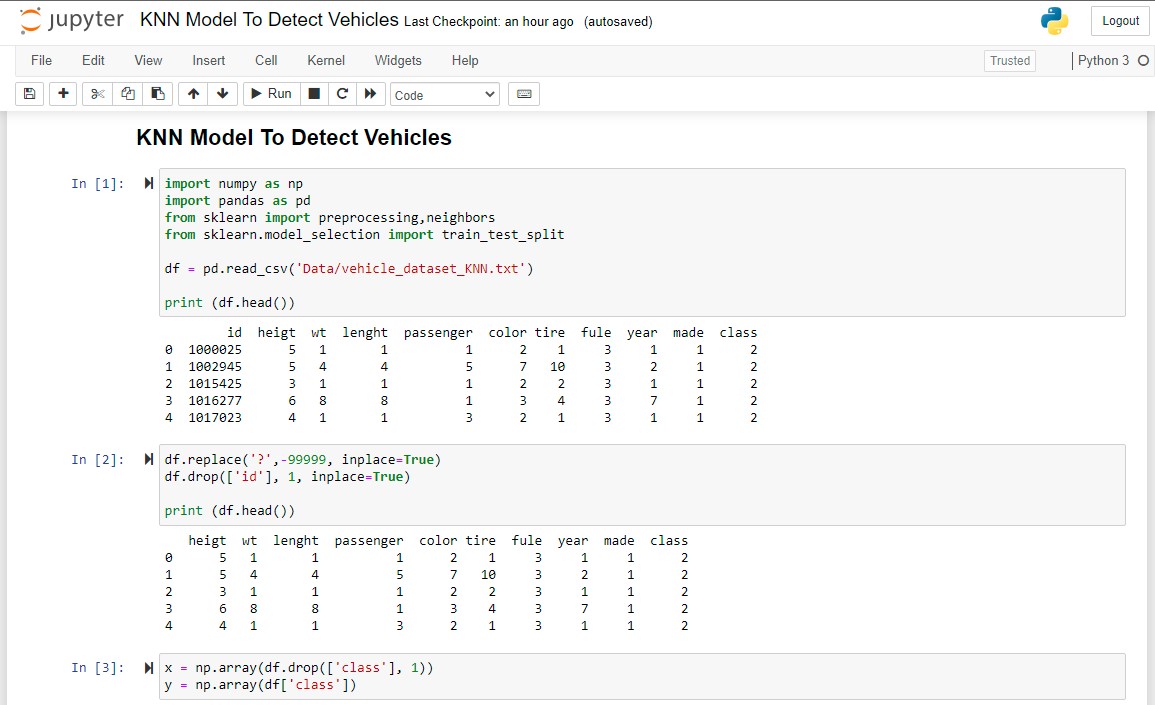 jupyter KNN Model To Detect Vehicles Last Checkpoint: an hour ago (autosaved) Logout
File Edit View Insert Cell Kernel Widgets Help Trusted Python 3
Run Code
KNN Model To Detect Vehicles
In [1]: import numpy as np
import pandas as pd
from sklearn import preprocessing,neighbors
from sklearn.model_selection import train_test_split
df = pd.read_csv('Data/vehicle_dataset_KNN.txt')
print (df.head())
id heigt wt lenght passenger color tire fule year made class
0 1000025 5 1 1 1 2 1 3 1 1 2
1 1002945 5 4 4 5 7 10 3 2 1 2
2 1015425 3 1 1 1 2 2 3 1 1 2
3 1016277 6 8 8 1 3 4 3 7 1 2
4 1017023 4 1 1 3 2 1 3 1 1 2
In [2]: df.replace('?',-99999, inplace=True)
df.drop(['id'], 1, inplace=True)
print (df.head())
heigt wt lenght passenger color tire fule year made class
0 5 1 1 1 2 1 3 1 1 2
1 5 4 4 5 7 10 3 2 1 2
2 3 1 1 1 2 2 3 1 1 2
3 6 8 8 1 3 4 3 7 1 2
4 4 1 1 3 2 1 3 1 1 2
In [3]: x = np.array(df.drop(['class'], 1))
y = np.array(df['class'])